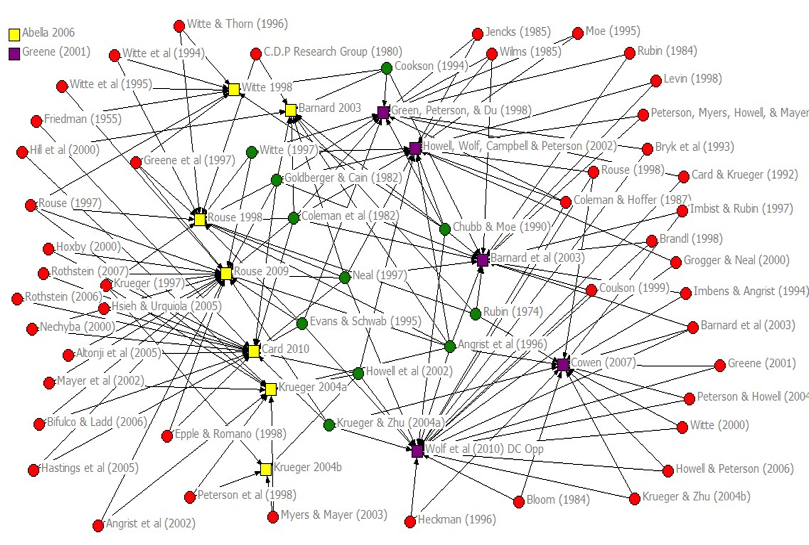 Abella 2006
Greene (2001)
Witte & Thorn (1996)
Witte et al (1994)
C.D.P Research Group (1980)
Cookson (1994)
Jencks (1985)
Moe (1995)
Wilms (1985)
Rubin (1984)
Levin (1998)
Witte et al (1995)
Witte 1998
Barnard 2003
Green, Peterson, & Du (1998)
Peterson, Myers, Howell, & Mayer
Friedman (1955)
Hill et al (2000)
Greene et al (1997)
Witte (1997)
Howell, Wolf, Campbell & Peterson (2002)
Bryk et al (1993)
Goldberger & Cain (1982)
Rouse (1998)
Card & Krueger (1992)
Rouse (1997)
Rouse 1998
Coleman et al (1982)
Coleman & Hoffer (1987)
Imbist & Rubin (1997)
Chubb & Moe (1990)
Brandl (1998)
Hoxby (2000)
Barnard et al (2003)
Grogger & Neal (2000)
Rothstein (2007)
Krueger (1997)
Rouse 2009
Neal (1997)
Coulson (1999)
Imbens & Angrist (1994)
Rothstein (2006)
Hsieh & Urquiola (2005)
Rubin (1974)
Nechyba (2000)
Evans & Schwab (1995)
Barnard et al (2003)
Altonji et al (2005)
Card 2010
Angrist et al (1996)
Cowen (2007)
Greene (2001)
Mayer et al (2002)
Krueger 2004a
Howell et al (2002)
Peterson & Howell (2004
Bifulco & Ladd (2006)
Epple & Romano (1998)
Krueger & Zhu (2004a)
Witte (2000)
Wolf et al (2010) DC Opp
Hastings et al (2005)
Krueger 2004b
Howell & Peterson (2006)
Peterson et al (1998)
Bloom (1984)
Krueger & Zhu (2004b)
Angrist et al (2002)
Myers & Mayer (2003)
Heckman (1996)